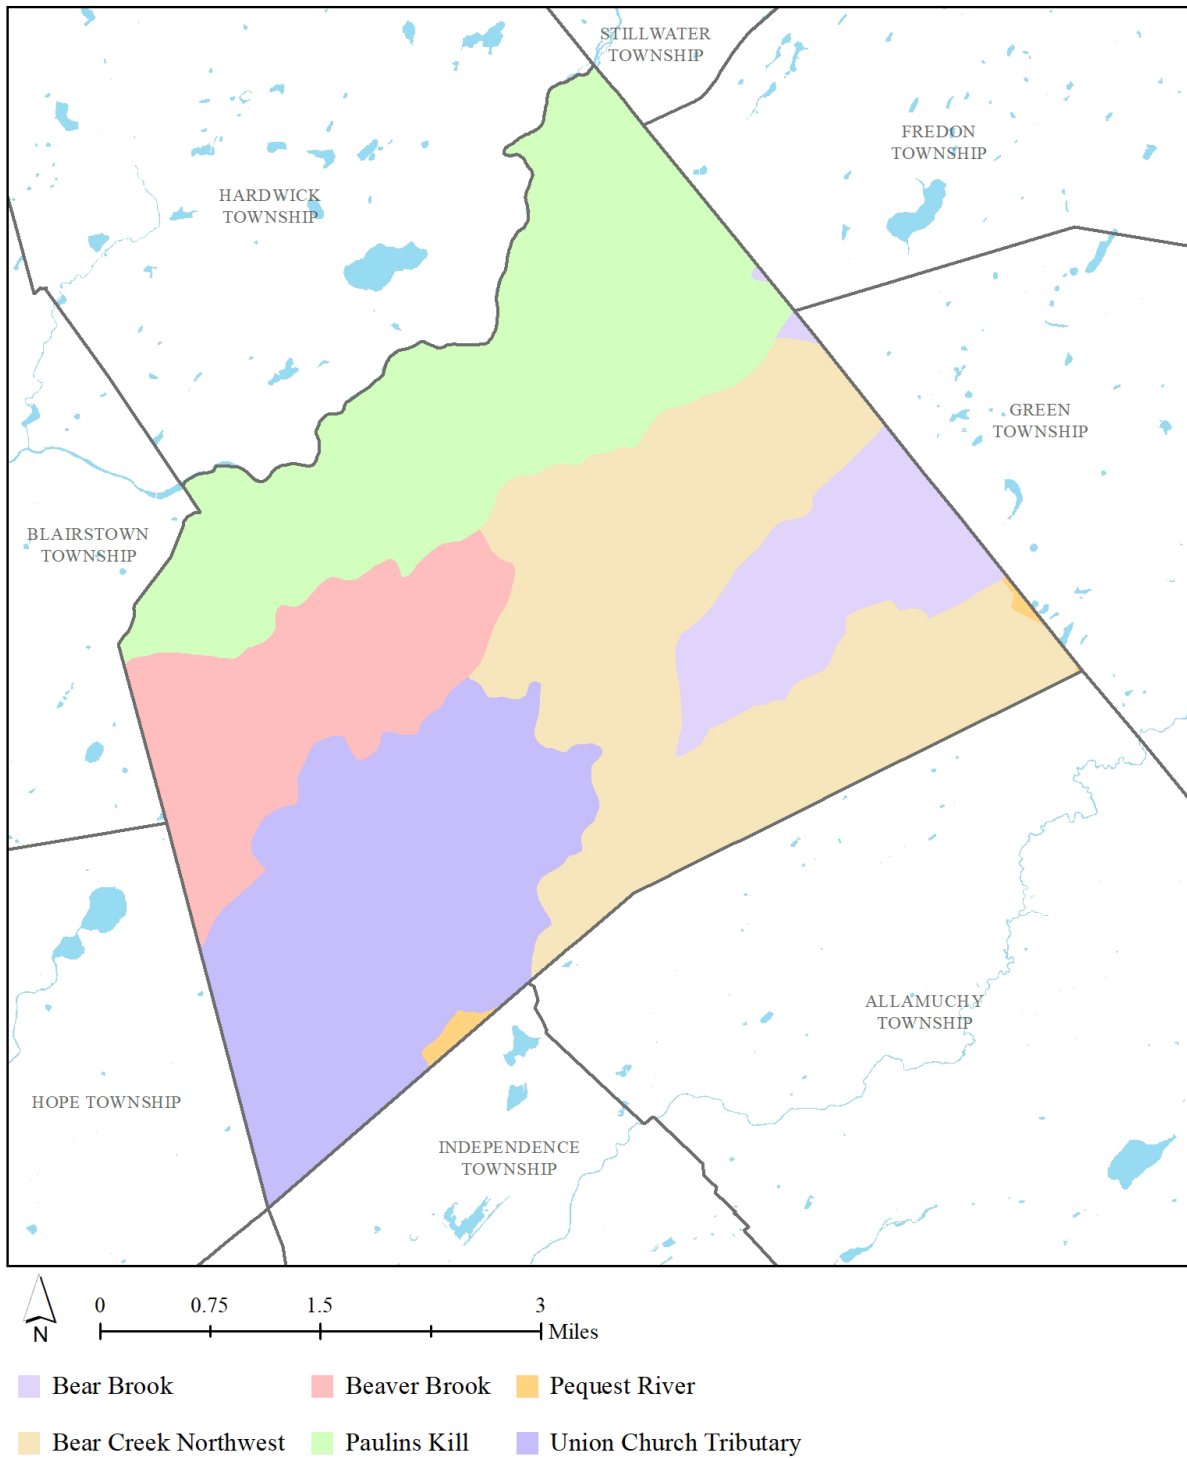 STILLWATER
TOWNSHIP
FREDON
TOWNSHIP
HARDWICK
TOWNSHIP
GREEN
TOWNSHIP
BLAIRSTOWN
TOWNSHIP
ALLAMUCHY
TOWNSHIP
HOPE TOWNSHIP
INDEPENDENCE
TOWNSHIP
N
0 0.75 1.5 3
Miles
Bear Brook Beaver Brook Pequest River
Bear Creek Northwest Paulins Kill Union Church Tributary